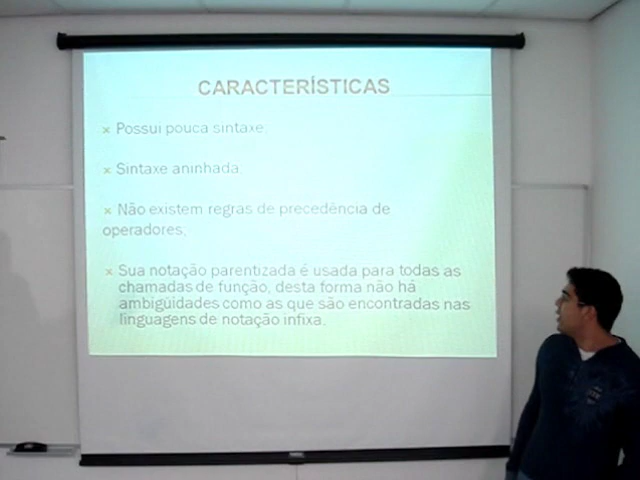 CARACTERÍSTICAS
× Possui pouca sintaxe.
× Sintaxe aninhada.
× Não existem regras de precedência de
operadores;
× Sua notação parentizada é usada para todas as
chamadas de função, desta forma não há
ambigüidades como as que são encontradas nas
linguagens de notação infixa.